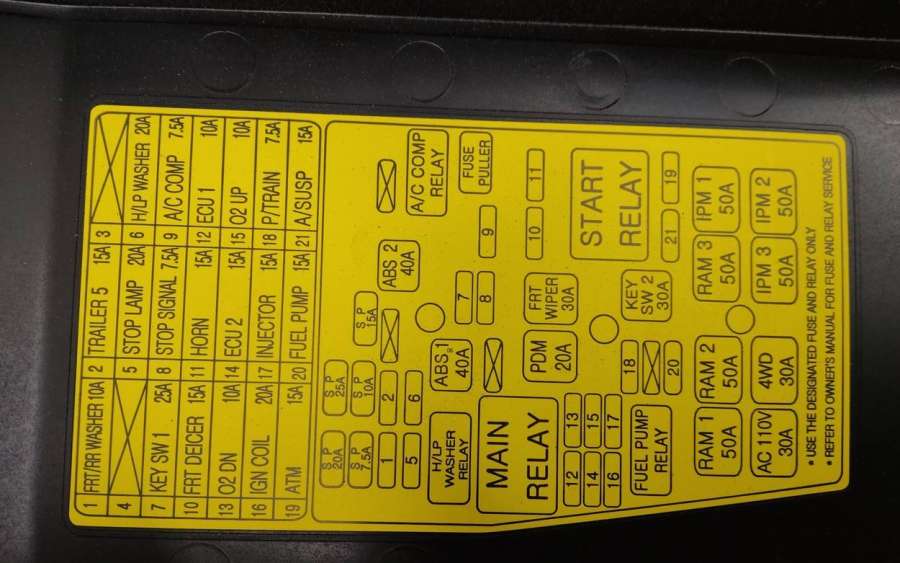 1 FRT/RR WASHER 10A 2 TRAILER 5 15A 3
4 5 STOP LAMP 20A 6 H/LP WASHER 20A
7 KEY SW 1 25A 8 STOP SIGNAL 7.5A 9 A/C COMP 7.5A
10 FRT DEICER 15A 11 HORN 15A 12 ECU 1 10A
13 O2 DN 10A 14 ECU 2 15A 15 O2 UP 10A
16 IGN COIL 20A 17 INJECTOR 15A 18 P/TRAIN 7.5A
19 ATM 15A 20 FUEL PUMP 15A 21 A/SUSP 15A
S P
20A
S P
25A
S P
7.5A
S P
10A
S P
15A
1
2
5
6
ABS 2
40A
A/C COMP
RELAY
H/LP
WASHER
RELAY
ABS 1
40A
7
8
9
FUSE
PULLER
MAIN
RELAY
PDM
20A
FRT
WIPER
30A
10
11
12
13
14
15
16
17
START
RELAY
FUEL PUMP
RELAY
18
20
KEY
SW 2
30A
21
19
RAM 1
50A
RAM 2
50A
RAM 3
50A
IPM 1
50A
AC 110V
30A
4WD
30A
IPM 3
50A
IPM 2
50A
* USE THE DESIGNATED FUSE AND RELAY ONLY
* REFER TO OWNER'S MANUAL FOR FUSE AND RELAY SERVICE